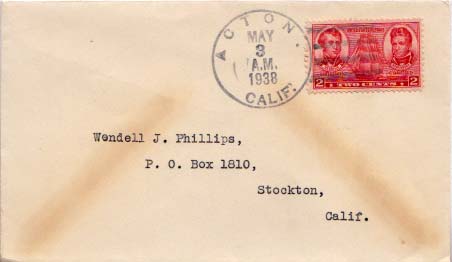 ACTON.
MAY
3
A.M.
1938
CALIF.
2 TWO CENTS 2
Wendell J. Phillips,
P. O. Box 1810,
Stockton,
Calif.